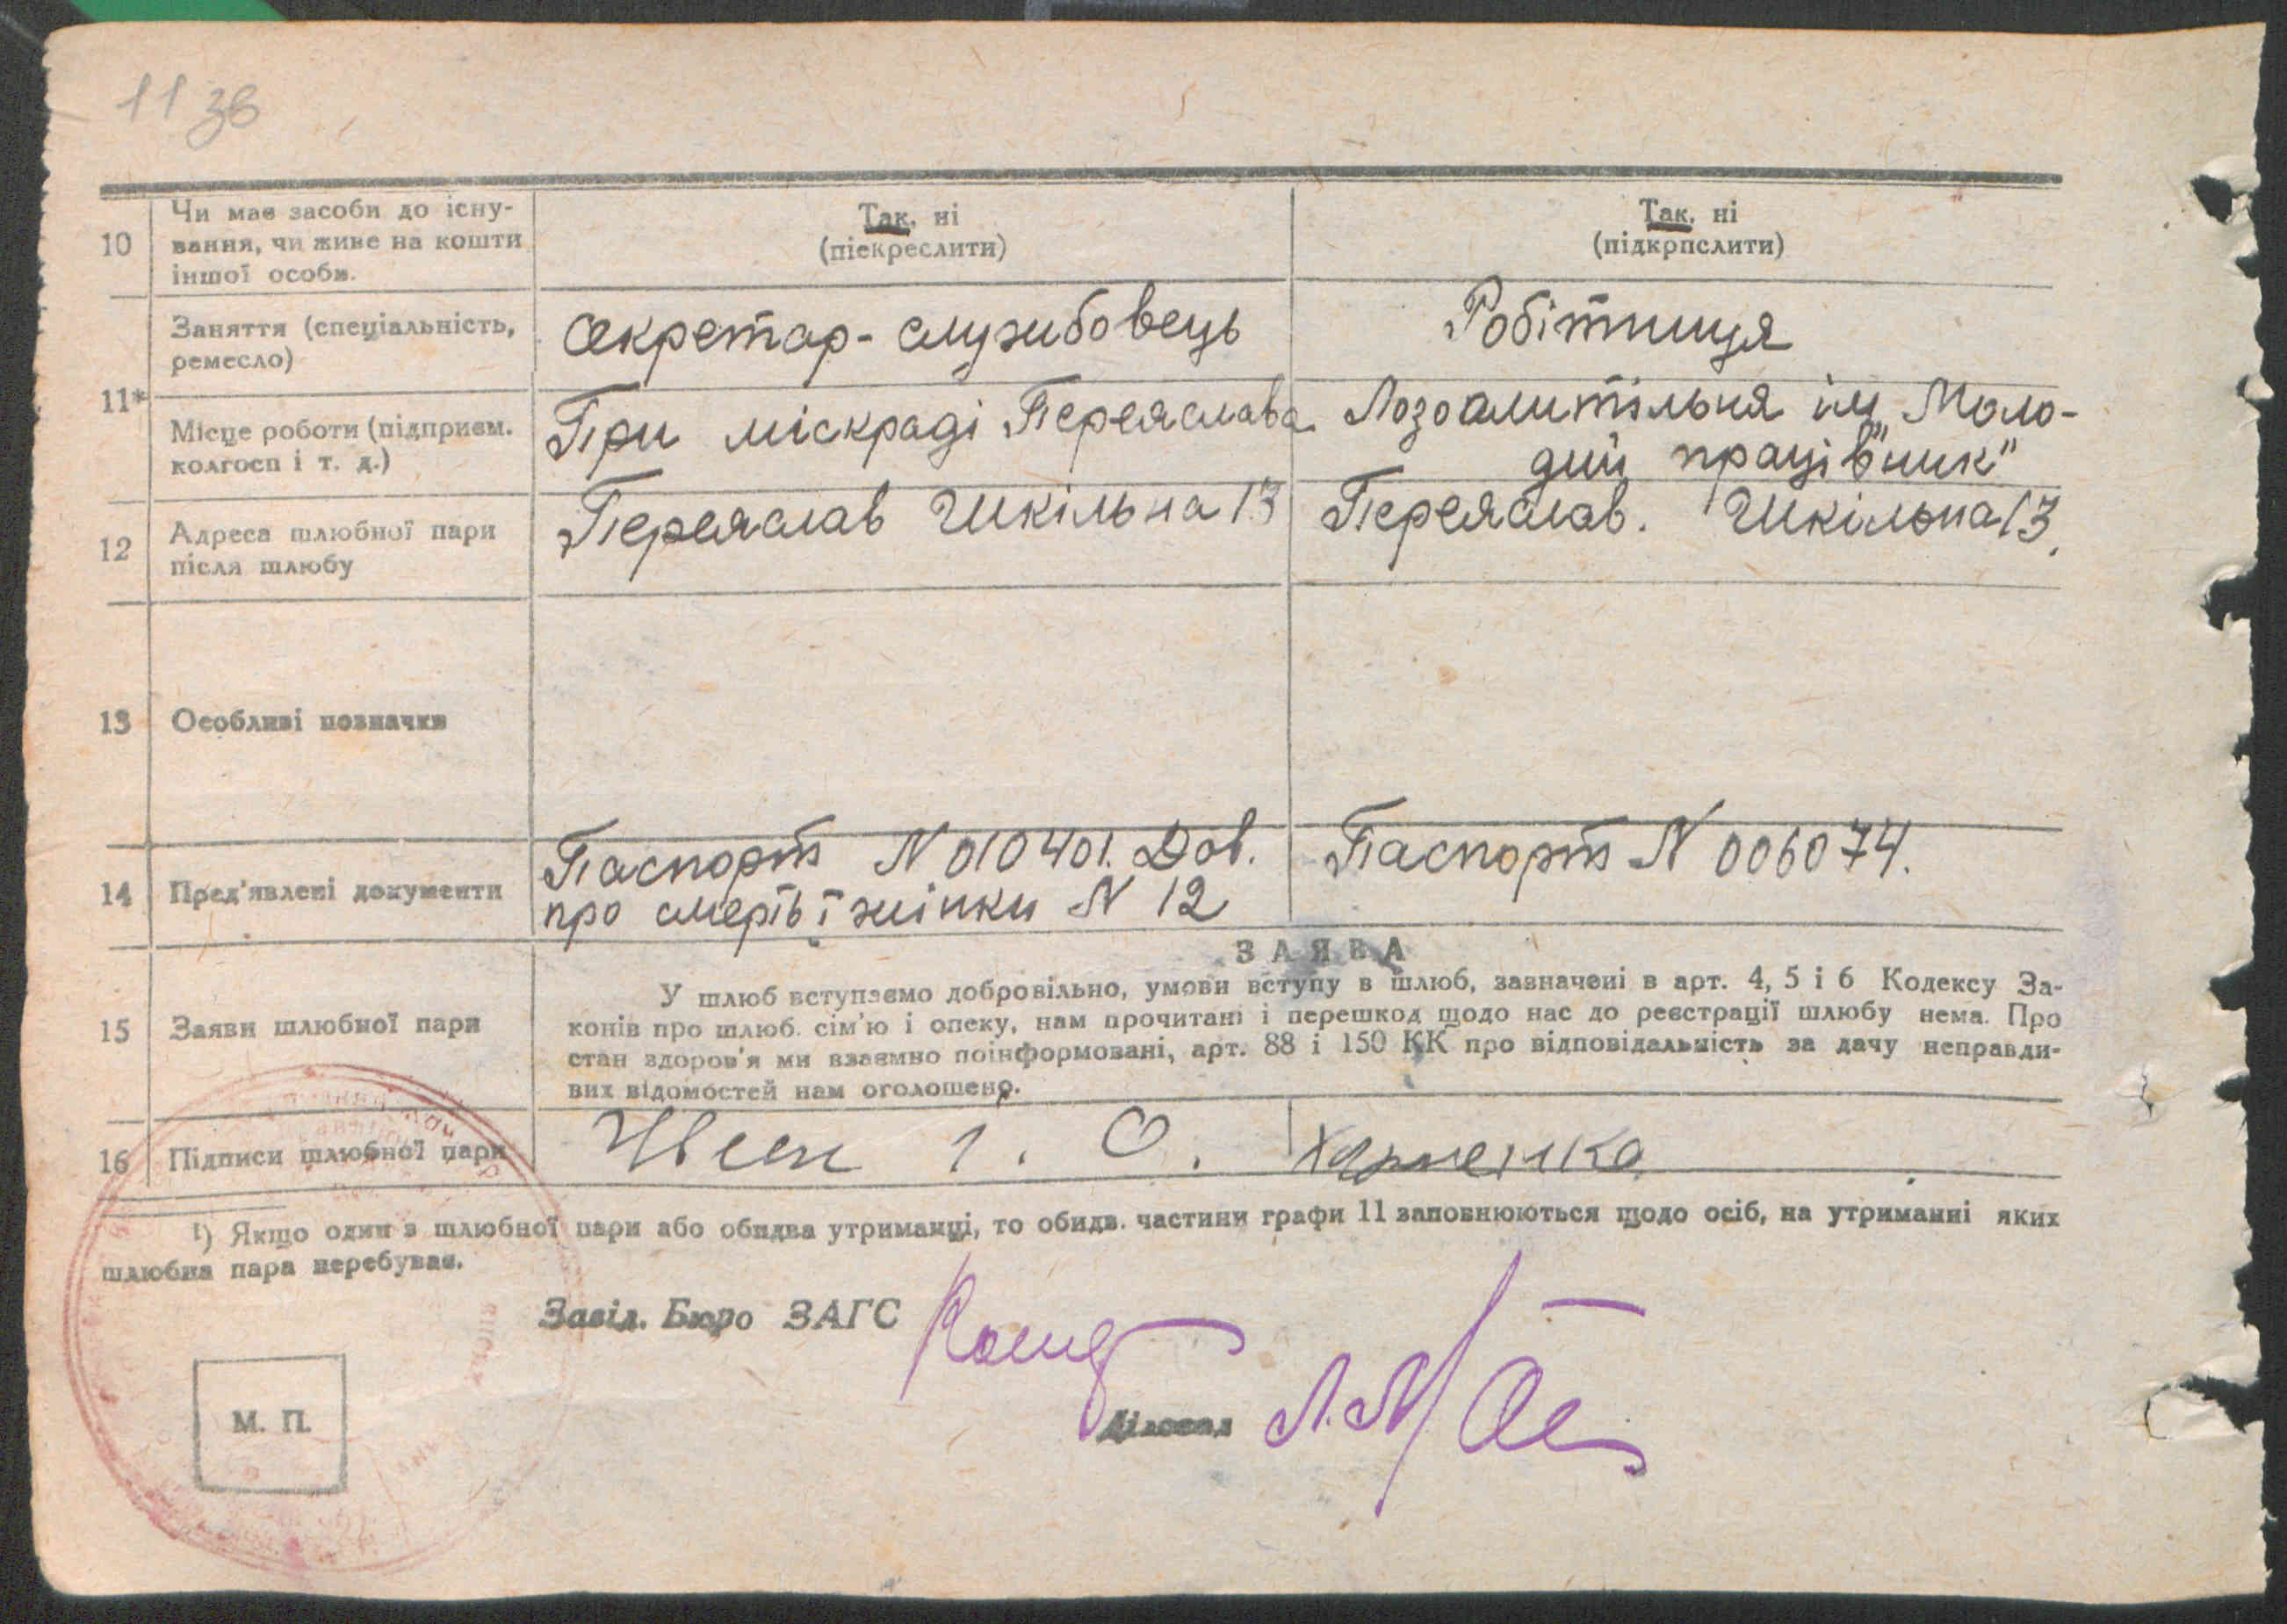 11 зв
10
Чи має засоби до існу-
вання, чи живе на кошти
іншої особи.
Так, ні
(піекреслити)
Так, ні
(підкрпслити)
11*
Заняття (спеціальність,
ремесло)
Секретар-службовець
Робітниця
Місце роботи (підприєм.
колгосп і т. д.)
При міскраді Переяслава
Лозоплитільня ім „Моло-
дий працівник"
12
Адреса шлюбної пари
після шлюбу
Переяслав Шкільна 13
Переяслав. Шкільна 13.
13
Особливі позначки
14
Пред'явлені документи
Паспорт N 010401. Дов.
про смерть жінки N 12
Паспорт N 006074.
15
Заяви шлюбної пари
ЗАЯВА
У шлюб вступаємо добровільно, умови вступу в шлюб, зазначені в арт. 4, 5 і 6 Кодексу За-
конів про шлюб. сім'ю і опеку, нам прочитані і перешкод щодо нас до реєстрації шлюбу нема. Про
стан здоров'я ми взаємно поінформовані, арт. 88 і 150 КК про відповідальність за дачу неправди-
вих відомостей нам оголошено.
16
Підписи шлюбної пари
О.
Харченко
¹) Якщо один з шлюбної пари або обидва утриманці, то обидв. частини графи 11 заповнюються щодо осіб, на утриманні яких
шлюбна пара перебуває.
Завід. Бюро ЗАГС
Діловод
М. П.